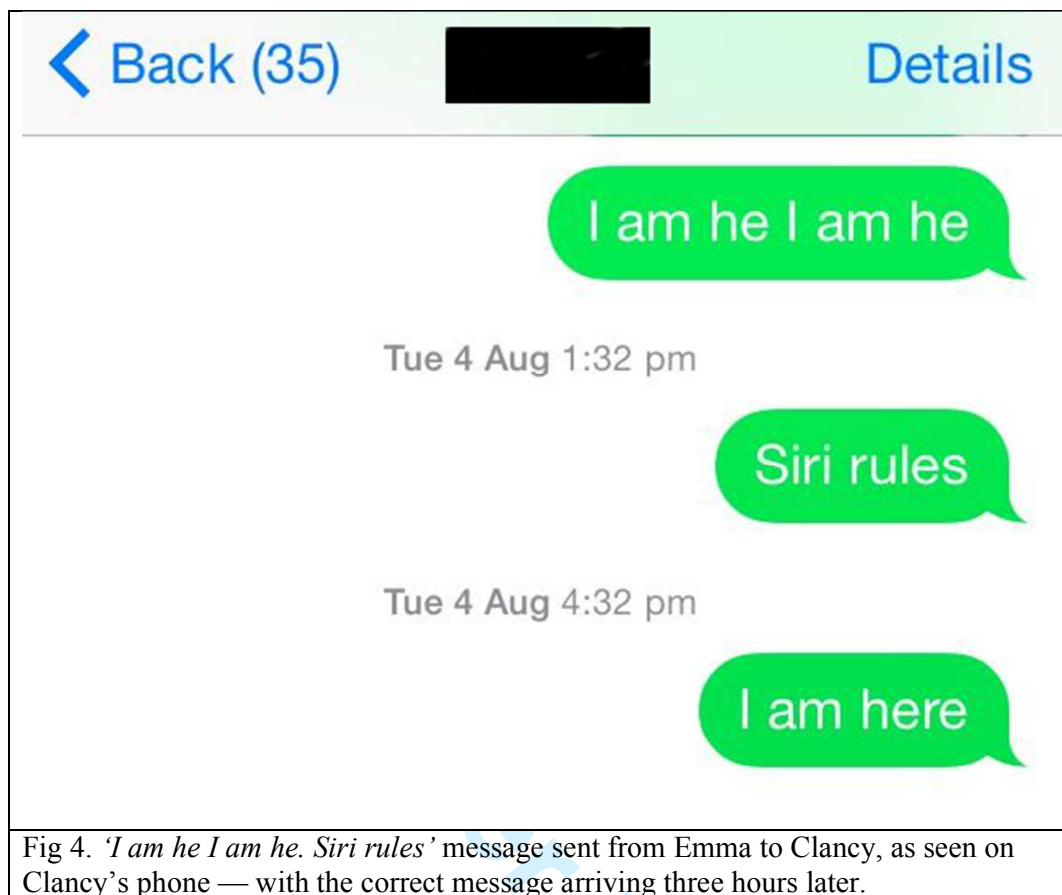 Back (35)
Details
I am he I am he
Tue 4 Aug 1:32 pm
Siri rules
Tue 4 Aug 4:32 pm
I am here
Fig 4. ‘I am he I am he. Siri rules’ message sent from Emma to Clancy, as seen on
Clancy’s phone — with the correct message arriving three hours later.